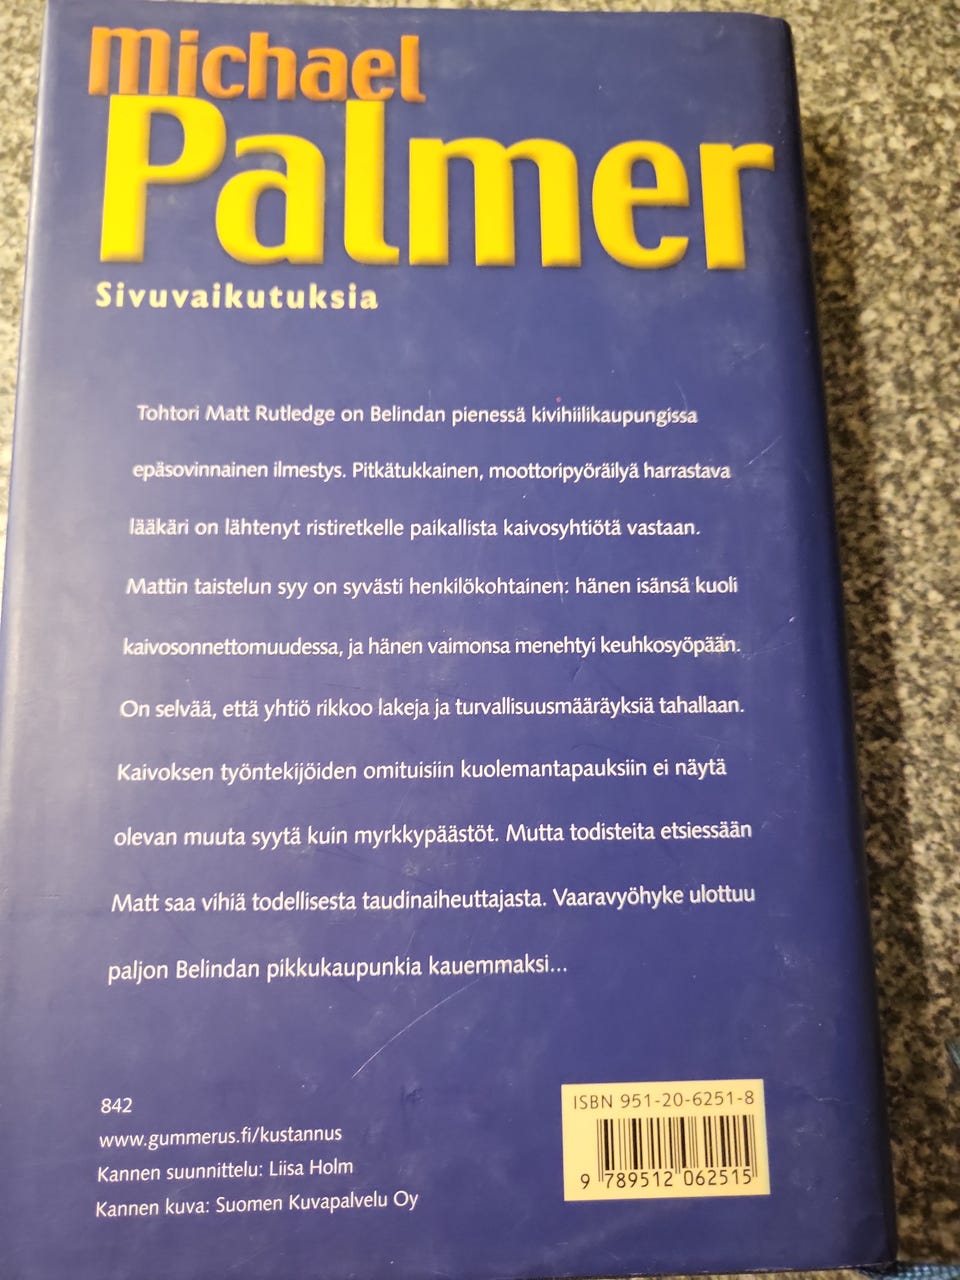 michael
Palmer
Sivuvaikutuksia
Tohtori Matt Rutledge on Belindan pienessä kivihiilikaupungissa
epäsovinnainen ilmestys. Pitkätukkainen, moottoripyöräilyä harrastava
lääkäri on lähtenyt ristiretkelle paikallista kaivosyhtiötä vastaan.
Mattin taistelun syy on syvästi henkilökohtainen: hänen isänsä kuoli
kaivosonnettomuudessa, ja hänen vaimonsa menehtyi keuhkosyöpään.
On selvää, että yhtiö rikkoo lakeja ja turvallisuusmääräyksiä tahallaan.
Kaivoksen työntekijöiden omituisiin kuolemantapauksiin ei näytä
olevan muuta syytä kuin myrkkypäästöt. Mutta todisteita etsiessään
Matt saa vihiä todellisesta taudinaiheuttajasta. Vaaravyöhyke ulottuu
paljon Belindan pikkukaupunkia kauemmaksi...
842
www.gummerus.fi/kustannus
Kannen suunnittelu: Liisa Holm
Kannen kuva: Suomen Kuvapalvelu Oy
ISBN 951-20-6251-8
9 789512 062515